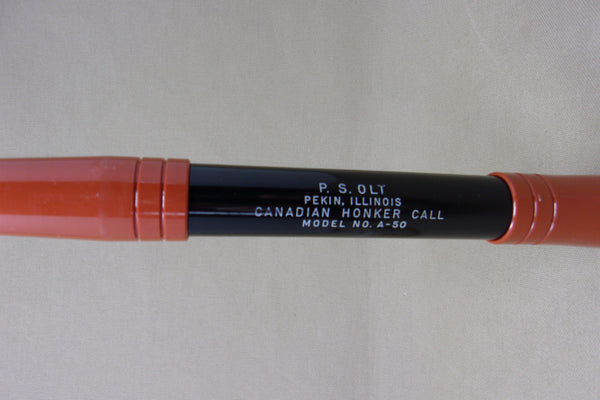 P. S. OLT
PEKIN, ILLINOIS
CANADIAN HONKER CALL
MODEL NO. A-50